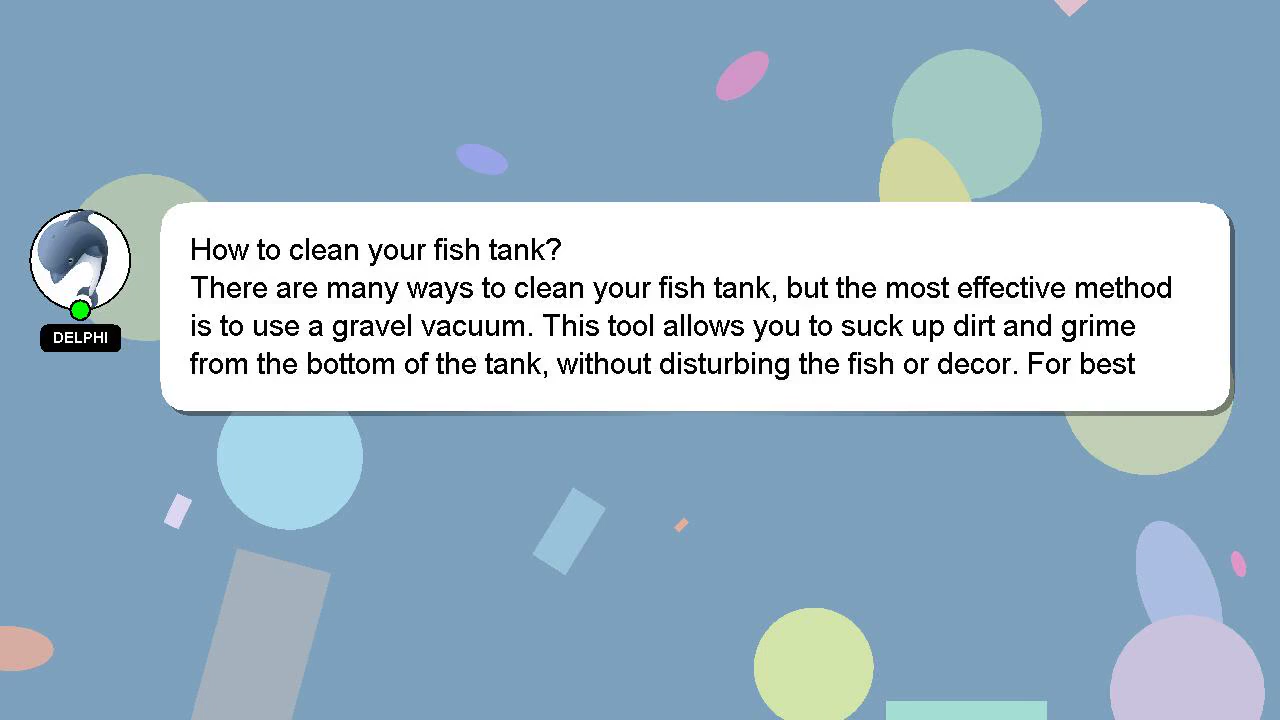 How to clean your fish tank?
There are many ways to clean your fish tank, but the most effective method
is to use a gravel vacuum. This tool allows you to suck up dirt and grime
from the bottom of the tank, without disturbing the fish or decor. For best
DELPHI